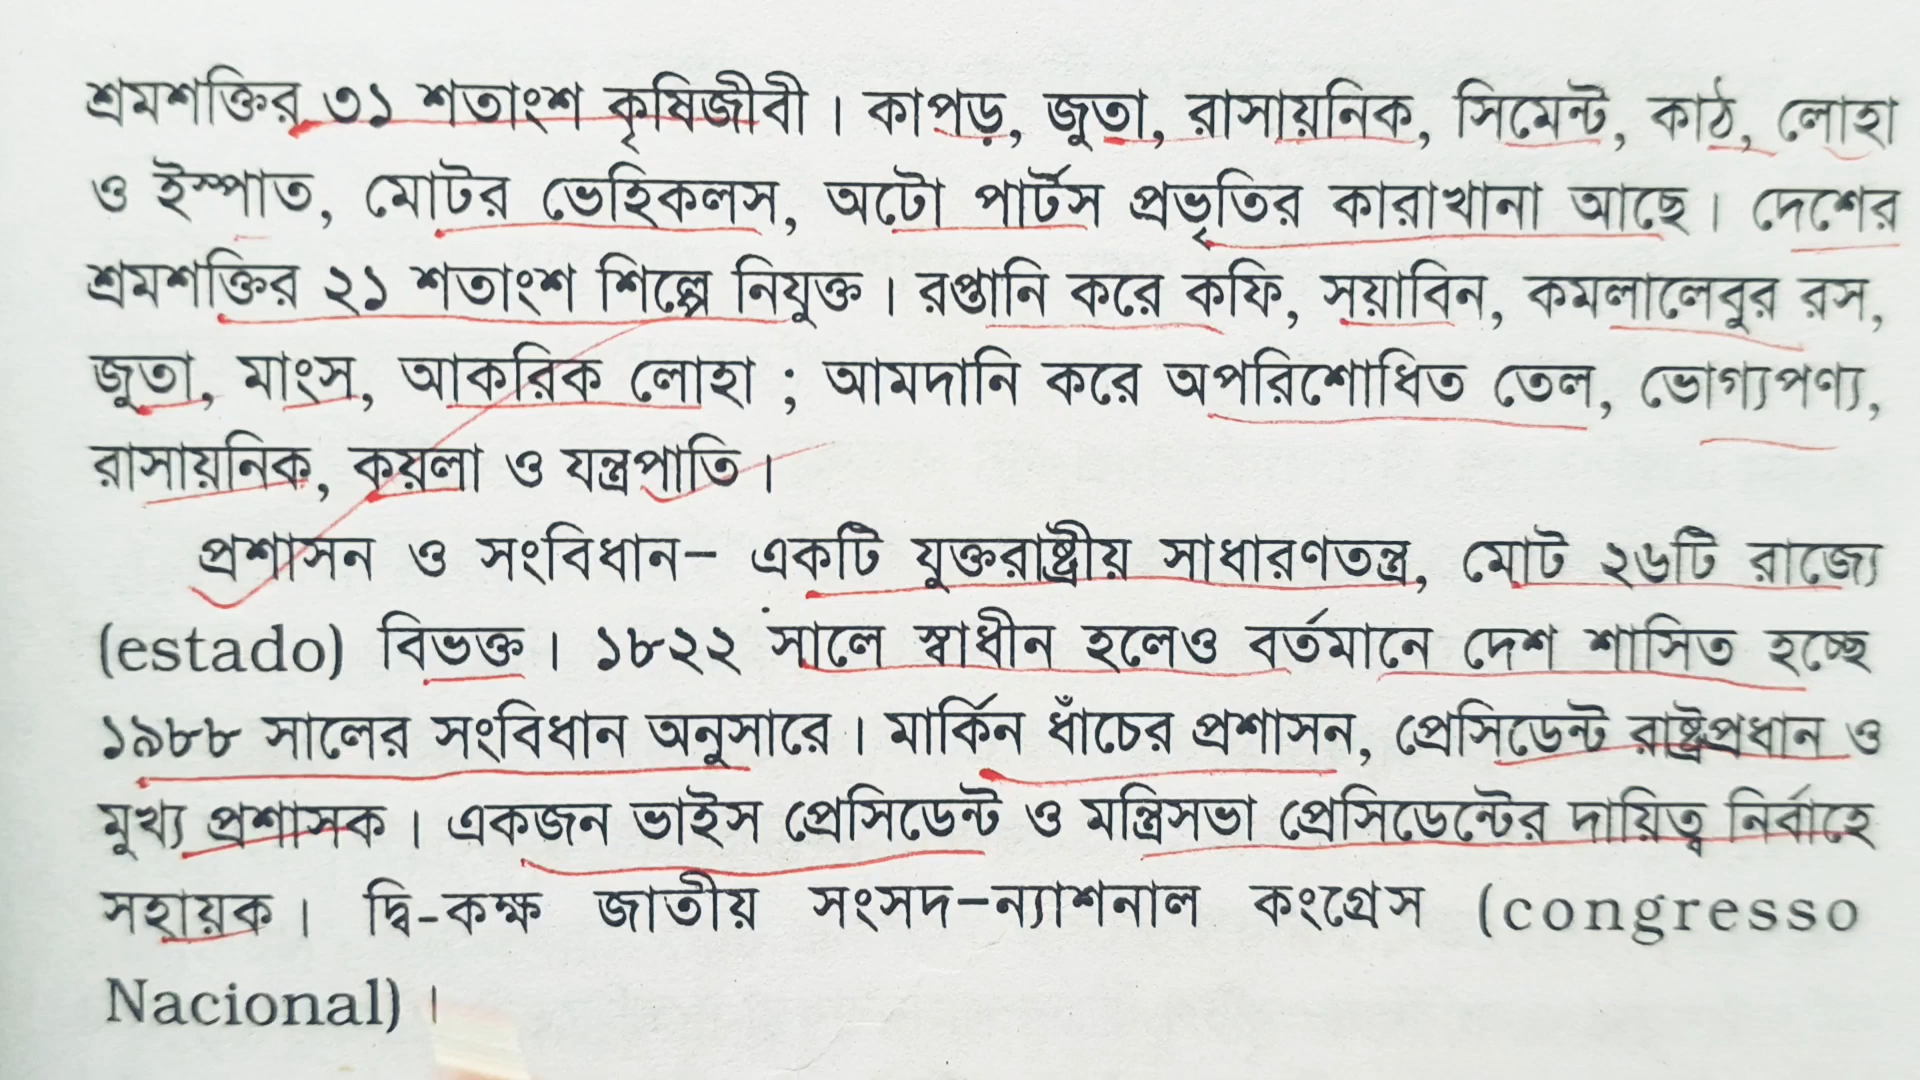 শ্রমশক্তির ৩১ শতাংশ কৃষিজীবী । কাপড়, জুতা, রাসায়নিক, সিমেন্ট, কাঠ, লোহা
ও ইস্পাত, মোটর ভেহিকলস, অটো পার্টস প্রভৃতির কারাখানা আছে । দেশের
শ্রমশক্তির ২১ শতাংশ শিল্পে নিযুক্ত । রপ্তানি করে কফি, সয়াবিন, কমলালেবুর রস,
জুতা, মাংস, আকরিক লোহা ; আমদানি করে অপরিশোধিত তেল, ভোগ্যপণ্য,
রাসায়নিক, কয়লা ও যন্ত্রপাতি ।
প্রশাসন ও সংবিধান– একটি যুক্তরাষ্ট্রীয় সাধারণতন্ত্র, মোট ২৬টি রাজ্যে
(estado) বিভক্ত । ১৮২২ সালে স্বাধীন হলেও বর্তমানে দেশ শাসিত হচ্ছে
১৯৮৮ সালের সংবিধান অনুসারে । মার্কিন ধাঁচের প্রশাসন, প্রেসিডেন্ট রাষ্ট্রপ্রধান ও
মুখ্য প্রশাসক । একজন ভাইস প্রেসিডেন্ট ও মন্ত্রিসভা প্রেসিডেন্টের দায়িত্ব নির্বাহে
সহায়ক । দ্বি-কক্ষ জাতীয় সংসদ–ন্যাশনাল কংগ্রেস (congresso
Nacional) ।